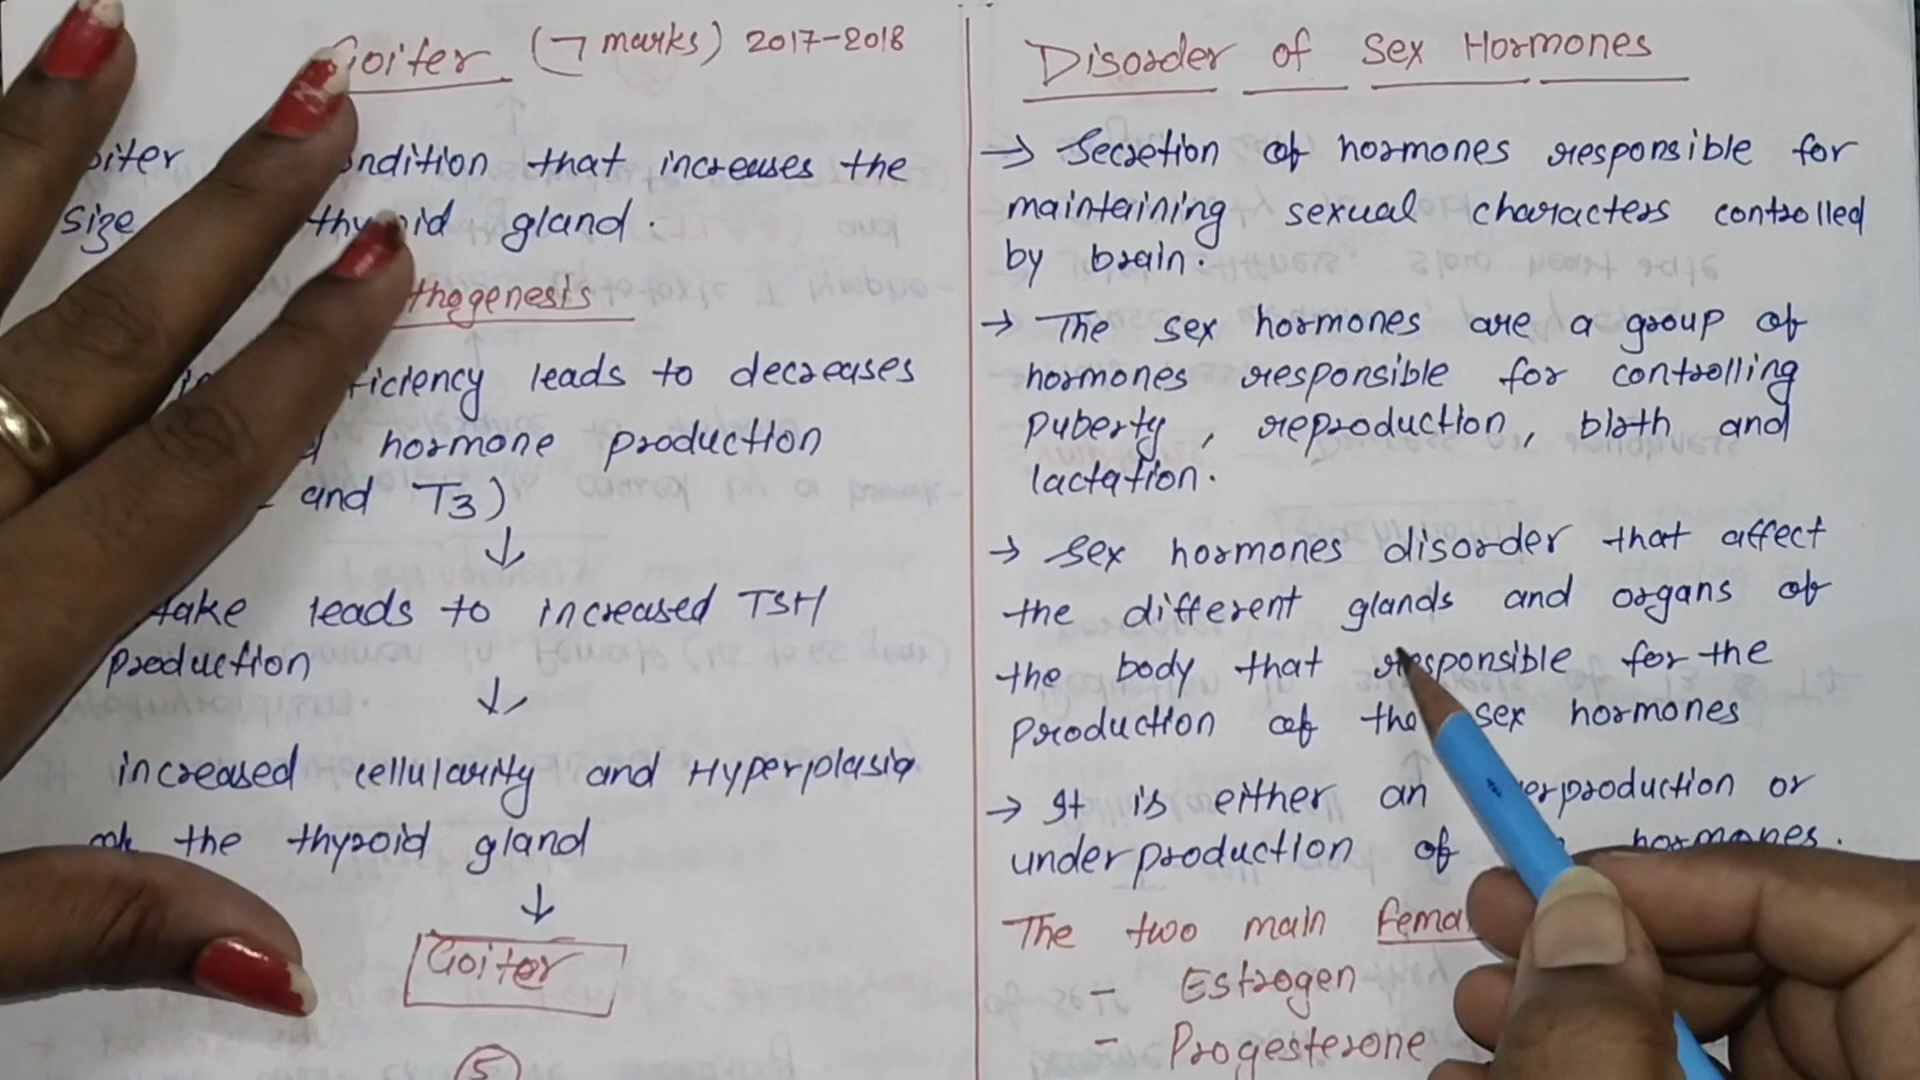 Goiter (7 marks) 2017-2018
oiter ondition that increases the
size thyroid gland.
thogenesis
ficiency leads to decreases
hormone production
and T3)
↓
take leads to increased TSH
production
↓
increased cellularity and Hyperplasia
of the thyroid gland
↓
Goiter
5
Disorder of Sex Hormones
→ Secretion of hormones responsible for
maintaining sexual characters controlled
by brain.
→ The sex hormones are a group of
hormones responsible for controlling
puberty, reproduction, birth and
lactation.
→ Sex hormones disorder that affect
the different glands and organs of
the body that responsible for the
production of the sex hormones
→ It is either an erproduction or
underproduction of hormones.
The two main Fema
- Estrogen
- Progesterone